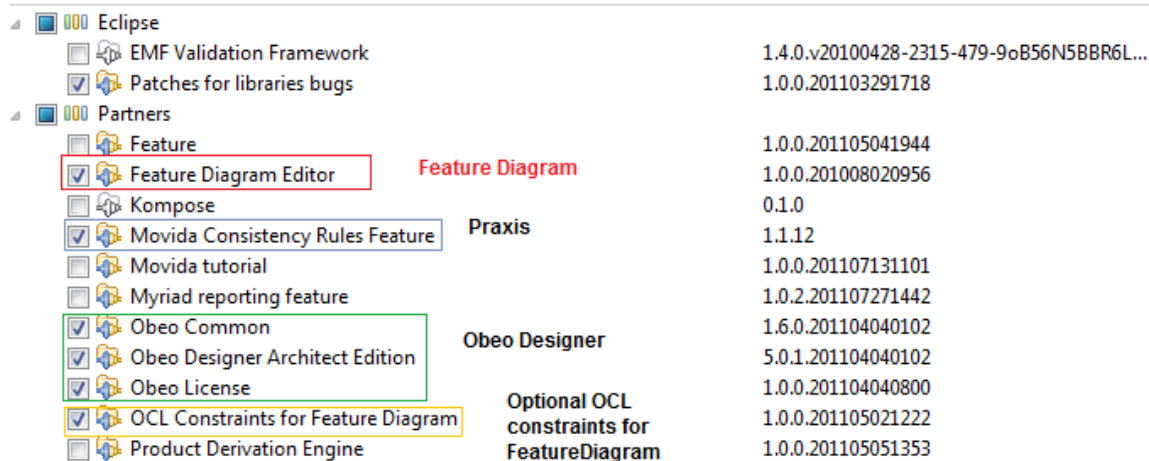 Eclipse
EMF Validation Framework 1.4.0.v20100428-2315-479-9oB56N5BBR6L...
Patches for libraries bugs 1.0.0.201103291718
Partners
Feature 1.0.0.201105041944
Feature Diagram Editor Feature Diagram 1.0.0.201008020956
Kompose 0.1.0
Movida Consistency Rules Feature Praxis 1.1.12
Movida tutorial 1.0.0.201107131101
Myriad reporting feature 1.0.2.201107271442
Obeo Common 1.6.0.201104040102
Obeo Designer Architect Edition Obeo Designer 5.0.1.201104040102
Obeo License 1.0.0.201104040800
OCL Constraints for Feature Diagram 1.0.0.201105021222
Optional OCL
constraints for
FeatureDiagram
Product Derivation Engine 1.0.0.201105051353